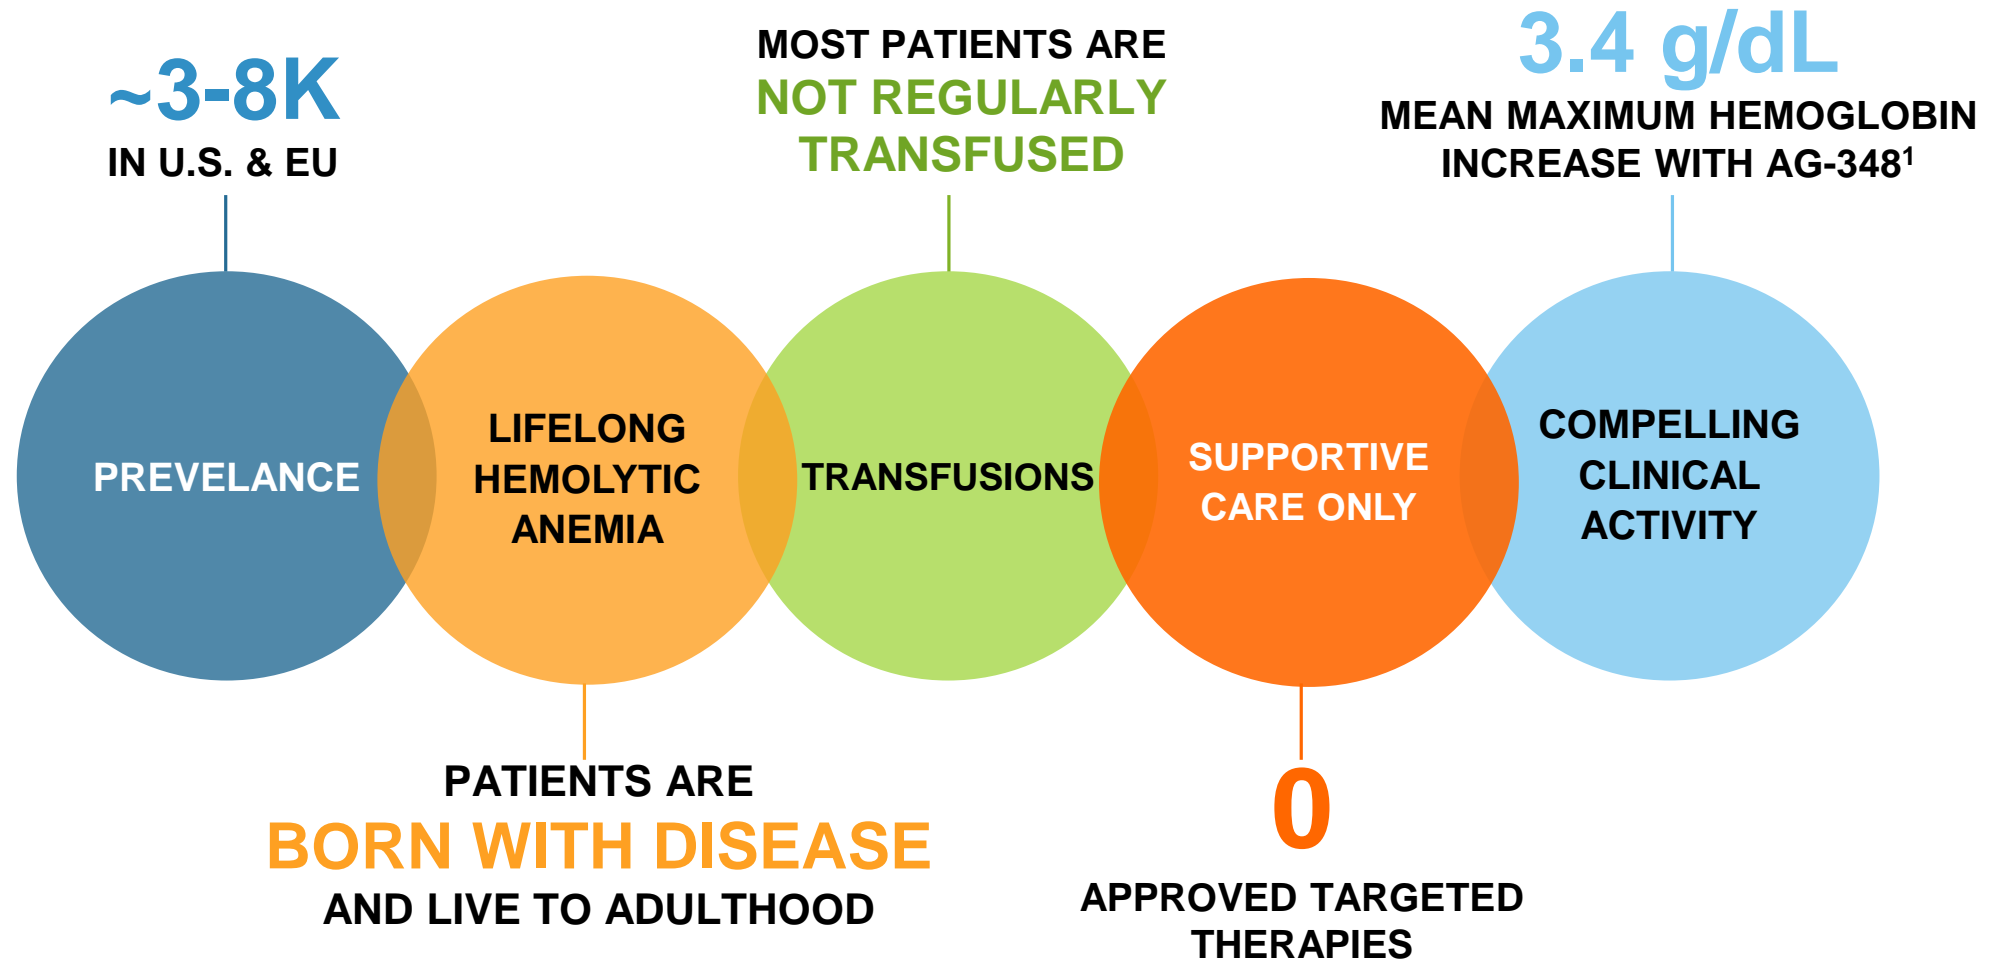 ~3-8K
IN U.S. & EU
PREVELANCE
LIFELONG
HEMOLYTIC
ANEMIA
PATIENTS ARE
BORN WITH DISEASE
AND LIVE TO ADULTHOOD
MOST PATIENTS ARE
NOT REGULARLY
TRANSFUSED
TRANSFUSIONS
SUPPORTIVE
CARE ONLY
0
APPROVED TARGETED
THERAPIES
3.4 g/dL
MEAN MAXIMUM HEMOGLOBIN
INCREASE WITH AG-348¹
COMPELLING
CLINICAL
ACTIVITY